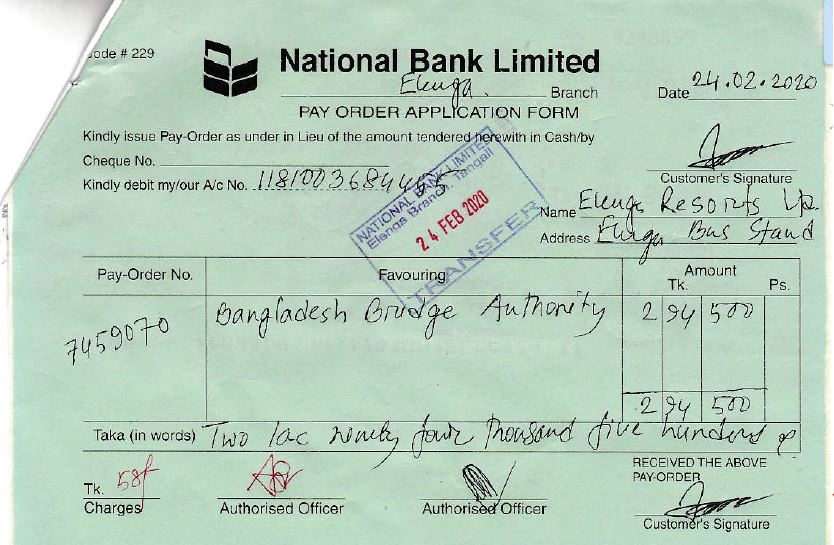 ode # 229
National Bank Limited
Elenga Branch
Date 24.02.2020
PAY ORDER APPLICATION FORM
Kindly issue Pay-Order as under in Lieu of the amount tendered herewith in Cash/by
Cheque No.
Kindly debit my/our A/c No.
Customer's Signature
NATIONAL BANK LIMITED
Elenga Branch, Tangail
24 FEB 2020
TRANSFER
Name Elenga Resorts
Address Elenga Bus Stand
Pay-Order No. Favouring Amount
Tk. Ps.
7459070 Bangladesh Bridge Authority 2 94 500
2 94 500
Taka (in words) Two lac ninety four thousand five hundred
RECEIVED THE ABOVE
PAY-ORDER
Tk. 58/-
Charges Authorised Officer Authorised Officer
Customer's Signature